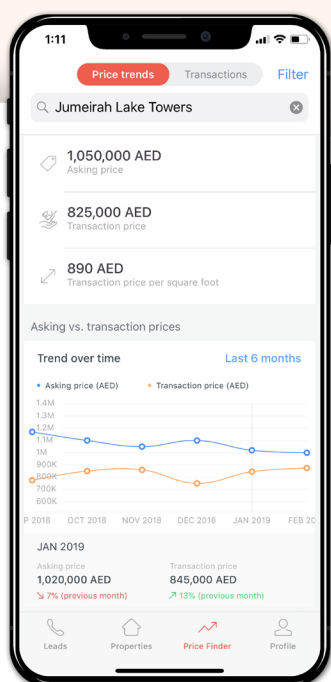 1:11
Price trends Transactions Filter
Jumeirah Lake Towers
1,050,000 AED
Asking price
825,000 AED
Transaction price
890 AED
Transaction price per square foot
Asking vs. transaction prices
Trend over time Last 6 months
Asking price (AED) Transaction price (AED)
1.4M
1.3M
1.2M
1.1M
1M
900K
800K
700K
600K
P 2018 OCT 2018 NOV 2018 DEC 2018 JAN 2019 FEB 20
JAN 2019
Asking price Transaction price
1,020,000 AED 845,000 AED
7% (previous month) 13% (previous month)
Leads Properties Price Finder Profile